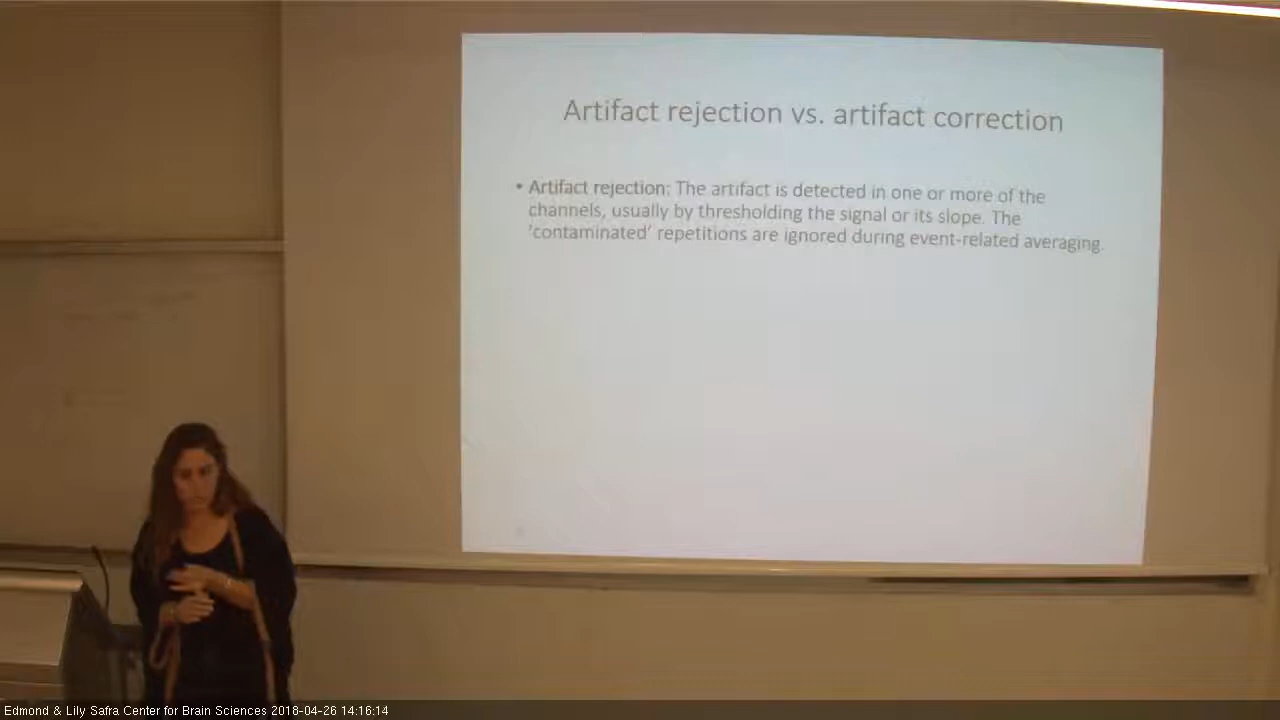 Artifact rejection vs. artifact correction
• Artifact rejection: The artifact is detected in one or more of the
channels, usually by thresholding the signal or its slope. The
'contaminated' repetitions are ignored during event-related averaging.
Edmond & Lily Safra Center for Brain Sciences 2018-04-26 14:16:14